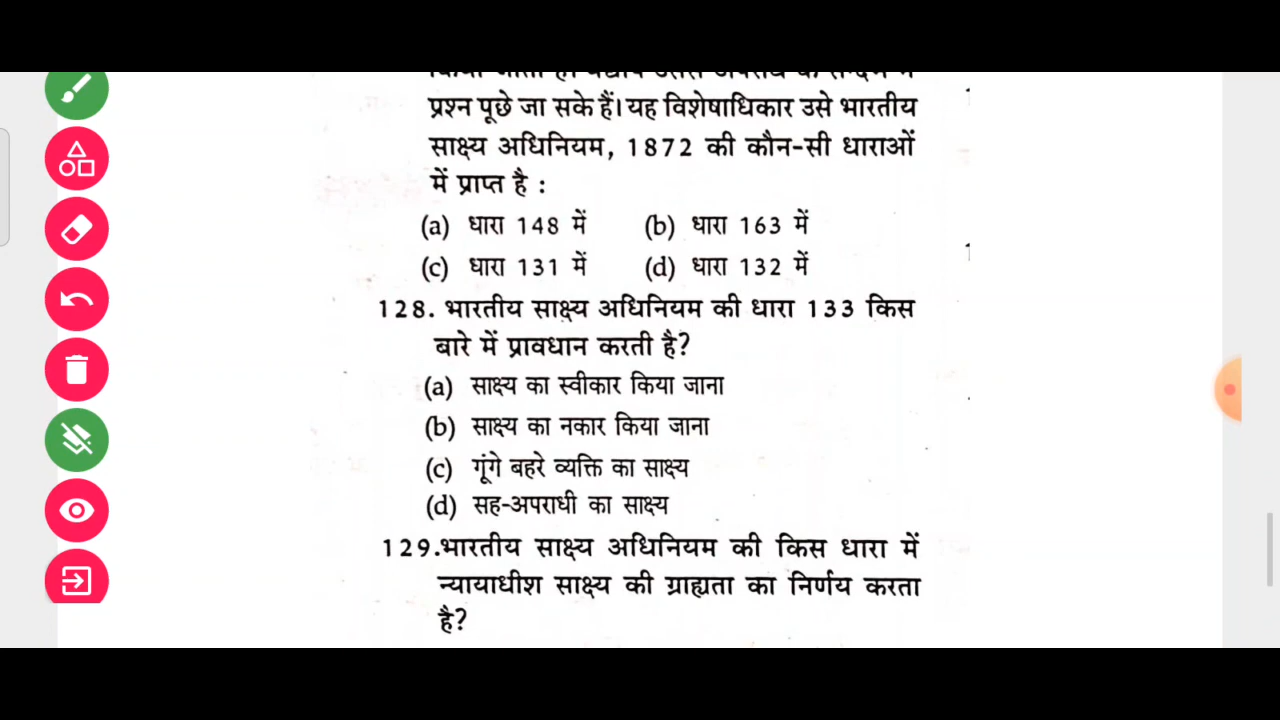 प्रश्न पूछे जा सके हैं। यह विशेषाधिकार उसे भारतीय
साक्ष्य अधिनियम, 1872 की कौन-सी धाराओं
में प्राप्त है :
(a) धारा 148 में (b) धारा 163 में
(c) धारा 131 में (d) धारा 132 में
128. भारतीय साक्ष्य अधिनियम की धारा 133 किस
बारे में प्रावधान करती है?
(a) साक्ष्य का स्वीकार किया जाना
(b) साक्ष्य का नकार किया जाना
(c) गूंगे बहरे व्यक्ति का साक्ष्य
(d) सह-अपराधी का साक्ष्य
129.भारतीय साक्ष्य अधिनियम की किस धारा में
न्यायाधीश साक्ष्य की ग्राह्यता का निर्णय करता
है?